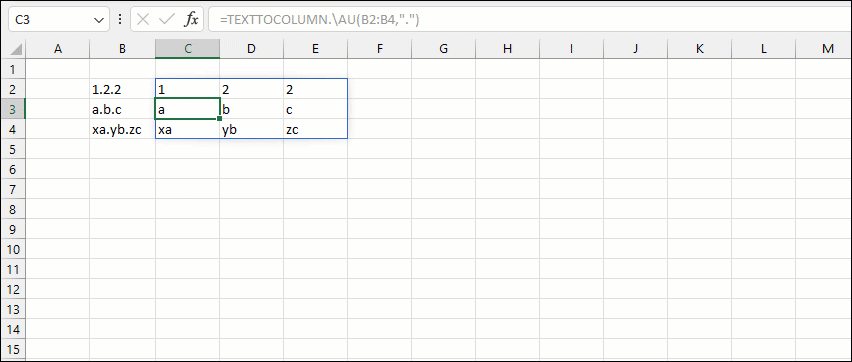 C3 fx =TEXTTOCOLUMN.\AU(B2:B4,".")
A B C D E F G H I J K L M
1
2 1.2.2 1 2 2
3 a.b.c a b c
4 xa.yb.zc xa yb zc
5
6
7
8
9
10
11
12
13
14
15